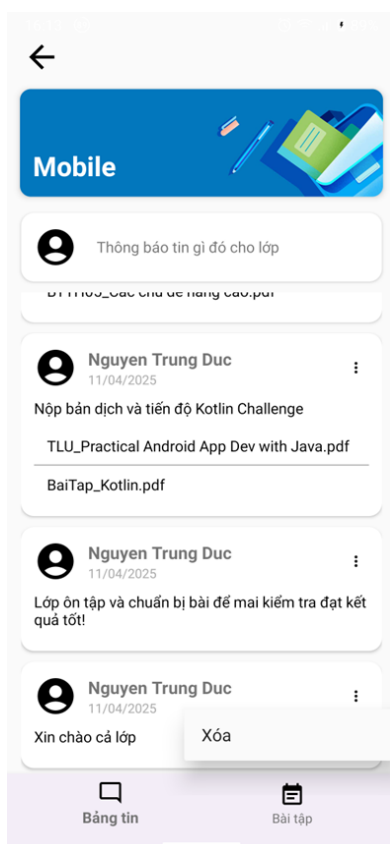 Mobile
Thông báo tin gì đó cho lớp
Nguyen Trung Duc
11/04/2025
Nộp bản dịch và tiến độ Kotlin Challenge
TLU_Practical Android App Dev with Java.pdf
BaiTap_Kotlin.pdf
Nguyen Trung Duc
11/04/2025
Lớp ôn tập và chuẩn bị bài để mai kiểm tra đạt kết
quả tốt!
Nguyen Trung Duc
11/04/2025
Xin chào cả lớp
Xóa
Bảng tin
Bài tập